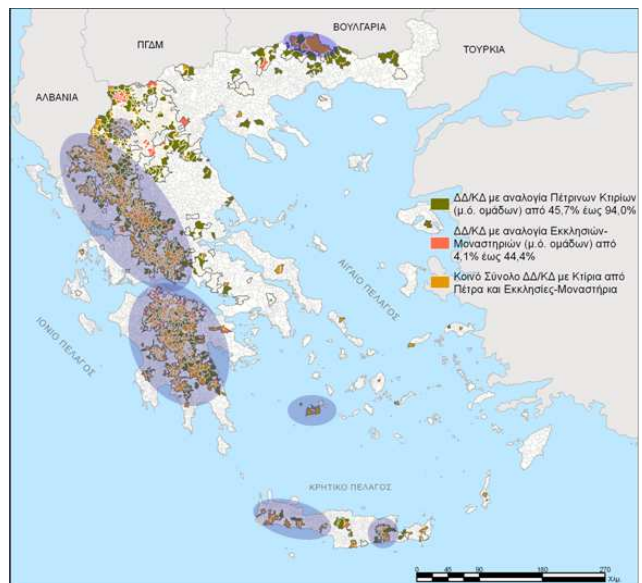 ΒΟΥΛΓΑΡΙΑ
ΠΓΔΜ
ΤΟΥΡΚΙΑ
ΑΛΒΑΝΙΑ
ΔΔ/ΚΔ με αναλογία Πέτρινων Κτιρίων
(μ.ό. ομάδων) από 45,7% έως 94,0%
ΔΔ/ΚΔ με αναλογία Εκκλησιών-
Μοναστηριών (μ.ό. ομάδων) από
4,1% έως 44,4%
Κοινό Σύνολο ΔΔ/ΚΔ με Κτίρια από
Πέτρα και Εκκλησίες-Μοναστήρια
ΑΙΓΑΙΟ ΠΕΛΑΓΟΣ
ΙΟΝΙΟ ΠΕΛΑΓΟΣ
ΚΡΗΤΙΚΟ ΠΕΛΑΓΟΣ
0 45 90 180 270
Χλμ.